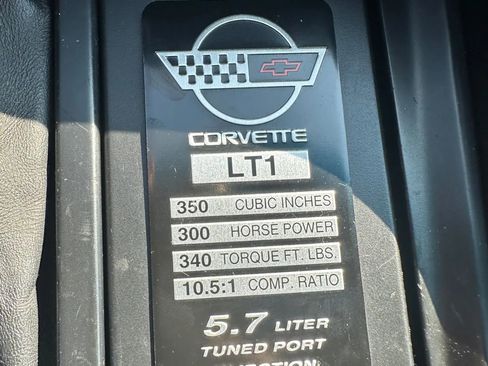 CORVETTE
LT1
350 CUBIC INCHES
300 HORSE POWER
340 TORQUE FT. LBS.
10.5:1 COMP. RATIO
5.7 LITER
TUNED PORT